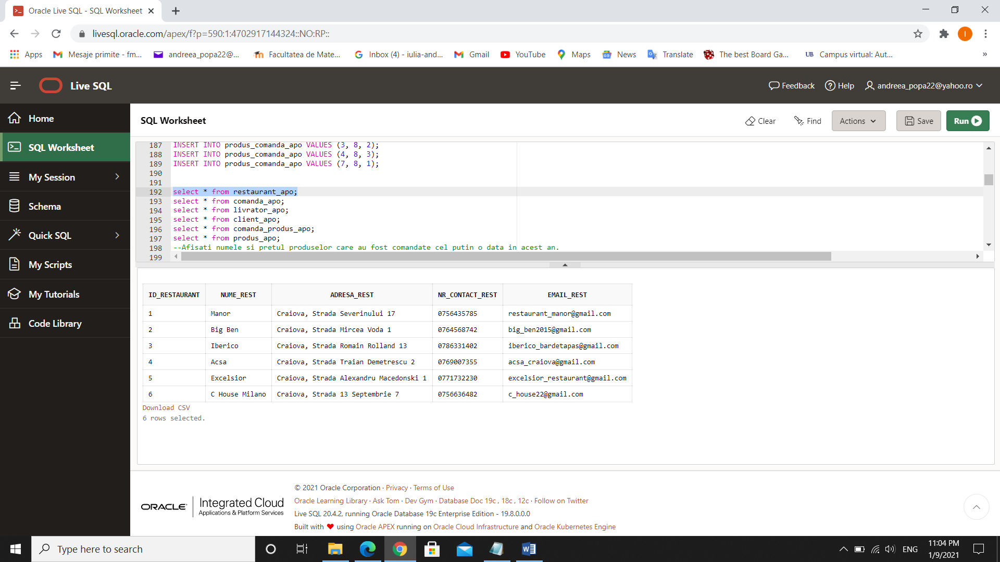 Oracle Live SQL - SQL Worksheet
livesql.oracle.com/apex/f?p=590:1:4702917144324::NO:RP::
I
Apps Mesaje primite - fm... andreea_popa22@... Facultatea de Mate... Inbox (4) - iulia-and... Gmail YouTube Maps News Translate The best Board Ga... UB Campus virtual: Aut... »
Live SQL
Feedback Help andreea_popa22@yahoo.ro
Home
SQL Worksheet
My Session
Schema
Quick SQL
My Scripts
My Tutorials
Code Library
SQL Worksheet
Clear Find Actions Save Run
187 INSERT INTO produs_comanda_apo VALUES (3, 8, 2);
188 INSERT INTO produs_comanda_apo VALUES (4, 8, 3);
189 INSERT INTO produs_comanda_apo VALUES (7, 8, 1);
190
191
192 select * from restaurant_apo;
193 select * from comanda_apo;
194 select * from livrator_apo;
195 select * from client_apo;
196 select * from comanda_produs_apo;
197 select * from produs_apo;
198 --Afisati numele si pretul produselor care au fost comandate cel putin o data in acest an.
199
ID_RESTAURANT NUME_REST ADRESA_REST NR_CONTACT_REST EMAIL_REST
1 Manor Craiova, Strada Severinului 17 0756435785 restaurant_manor@gmail.com
2 Big Ben Craiova, Strada Mircea Voda 1 0764568742 big_ben2015@gmail.com
3 Iberico Craiova, Strada Romain Rolland 13 0786331402 iberico_bardetapas@gmail.com
4 Acsa Craiova, Strada Traian Demetrescu 2 0769007355 acsa_craiova@gmail.com
5 Excelsior Craiova, Strada Alexandru Macedonski 1 0771732230 excelsior_restaurant@gmail.com
6 C House Milano Craiova, Strada 13 Septembrie 7 0756636482 c_house22@gmail.com
Download CSV
6 rows selected.
ORACLE Integrated Cloud
Applications & Platform Services
© 2021 Oracle Corporation · Privacy · Terms of Use
Oracle Learning Library · Ask Tom · Dev Gym · Database Doc 19c , 18c , 12c · Follow on Twitter
Live SQL 20.4.2, running Oracle Database 19c Enterprise Edition - 19.8.0.0.0
Built with ❤ using Oracle APEX running on Oracle Cloud Infrastructure and Oracle Kubernetes Engine
Type here to search
ENG
11:04 PM
1/9/2021